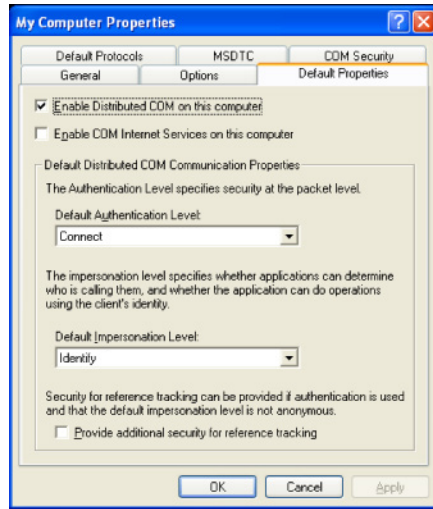 My Computer Properties
Default Protocols MSDTC COM Security
General Options Default Properties
Enable Distributed COM on this computer
Enable COM Internet Services on this computer
Default Distributed COM Communication Properties
The Authentication Level specifies security at the packet level.
Default Authentication Level:
Connect
The impersonation level specifies whether applications can determine
who is calling them, and whether the application can do operations
using the client's identity.
Default Impersonation Level:
Identify
Security for reference tracking can be provided if authentication is used
and that the default impersonation level is not anonymous.
Provide additional security for reference tracking
OK Cancel Apply